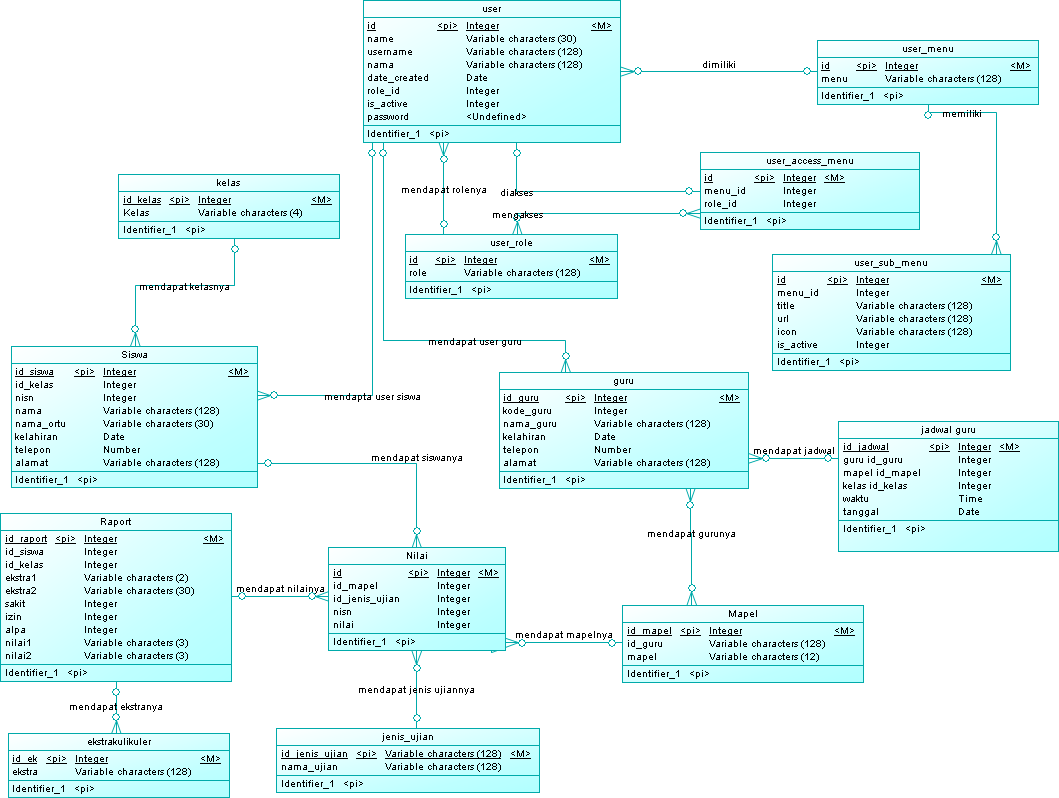 user
id <pi> Integer <M>
name Variable characters (30)
username Variable characters (128)
nama Variable characters (128)
date_created Date
role_id Integer
is_active Integer
password <Undefined>
Identifier_1 <pi>
dimiliki
user_menu
id <pi> Integer <M>
menu Variable characters (128)
Identifier_1 <pi>
memiliki
user_access_menu
id <pi> Integer <M>
menu_id Integer
role_id Integer
Identifier_1 <pi>
mendapat rolenya
diakses
mengakses
kelas
id_kelas <pi> Integer <M>
Kelas Variable characters (4)
Identifier_1 <pi>
user_role
id <pi> Integer <M>
role Variable characters (128)
Identifier_1 <pi>
user_sub_menu
id <pi> Integer <M>
menu_id Integer
title Variable characters (128)
url Variable characters (128)
icon Variable characters (128)
is_active Integer
Identifier_1 <pi>
mendapat kelasnya
mendapat user guru
Siswa
id_siswa <pi> Integer <M>
id_kelas Integer
nisn Integer
nama Variable characters (128)
nama_ortu Variable characters (30)
kelahiran Date
telepon Number
alamat Variable characters (128)
Identifier_1 <pi>
mendapta user siswa
guru
id_guru <pi> Integer <M>
kode_guru Integer
nama_guru Variable characters (128)
kelahiran Date
telepon Number
alamat Variable characters (128)
Identifier_1 <pi>
mendapat jadwal
jadwal guru
id_jadwal <pi> Integer <M>
guru id_guru Integer
mapel id_mapel Integer
kelas id_kelas Integer
waktu Time
tanggal Date
Identifier_1 <pi>
mendapat siswanya
mendapat gurunya
Raport
id_raport <pi> Integer <M>
id_siswa Integer
id_kelas Integer
ekstra1 Variable characters (2)
ekstra2 Variable characters (30)
sakit Integer
izin Integer
alpa Integer
nilai1 Variable characters (3)
nilai2 Variable characters (3)
Identifier_1 <pi>
mendapat nilainya
Nilai
id <pi> Integer <M>
id_mapel Integer
id_jenis_ujian Integer
nisn Integer
nilai Integer
Identifier_1 <pi>
mendapat mapelnya
Mapel
id_mapel <pi> Integer <M>
id_guru Variable characters (128)
mapel Variable characters (12)
Identifier_1 <pi>
mendapat ekstranya
mendapat jenis ujiannya
ekstrakulikuler
id_ek <pi> Integer <M>
ekstra Variable characters (128)
Identifier_1 <pi>
jenis_ujian
id_jenis_ujian <pi> Variable characters (128) <M>
nama_ujian Variable characters (128)
Identifier_1 <pi>